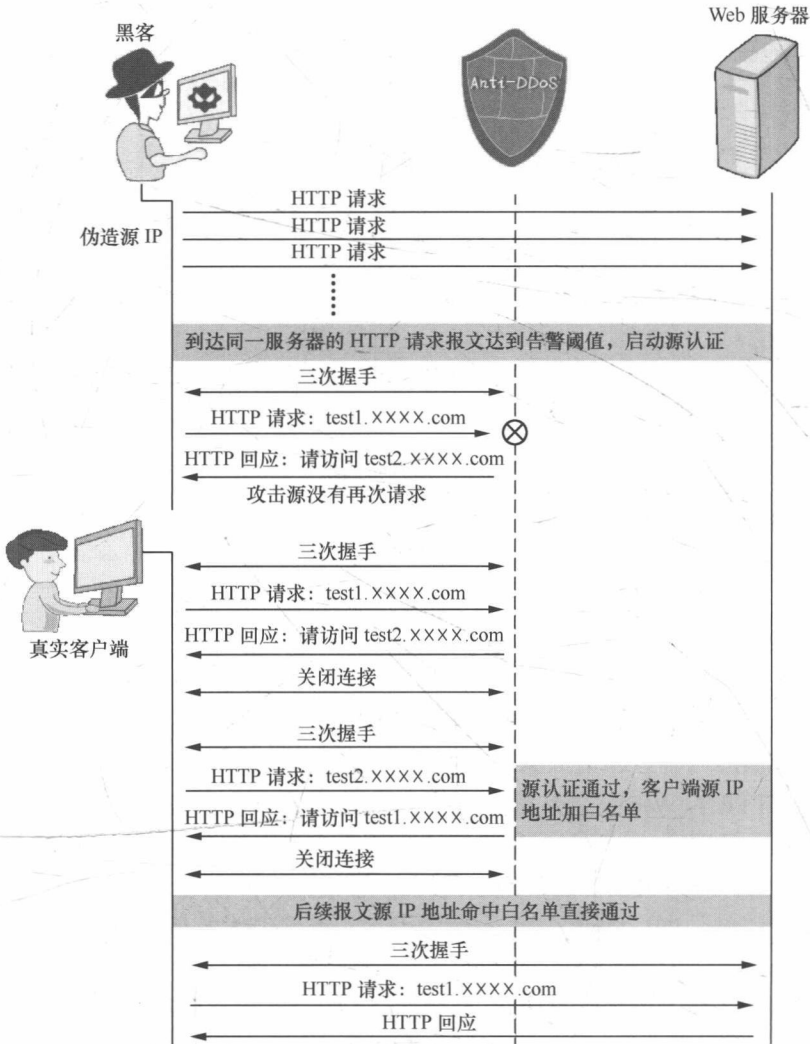 Web 服务器
黑客
Anti-DDoS
HTTP 请求
伪造源 IP
HTTP 请求
HTTP 请求
到达同一服务器的 HTTP 请求报文达到告警阈值，启动源认证
三次握手
HTTP 请求：test1.××××.com
HTTP 回应：请访问 test2.××××.com
攻击源没有再次请求
真实客户端
三次握手
HTTP 请求：test1.××××.com
HTTP 回应：请访问 test2.××××.com
关闭连接
三次握手
HTTP 请求：test2.××××.com
源认证通过，客户端源 IP
地址加白名单
HTTP 回应：请访问 test1.××××.com
关闭连接
后续报文源 IP 地址命中白名单直接通过
三次握手
HTTP 请求：test1.××××.com
HTTP 回应